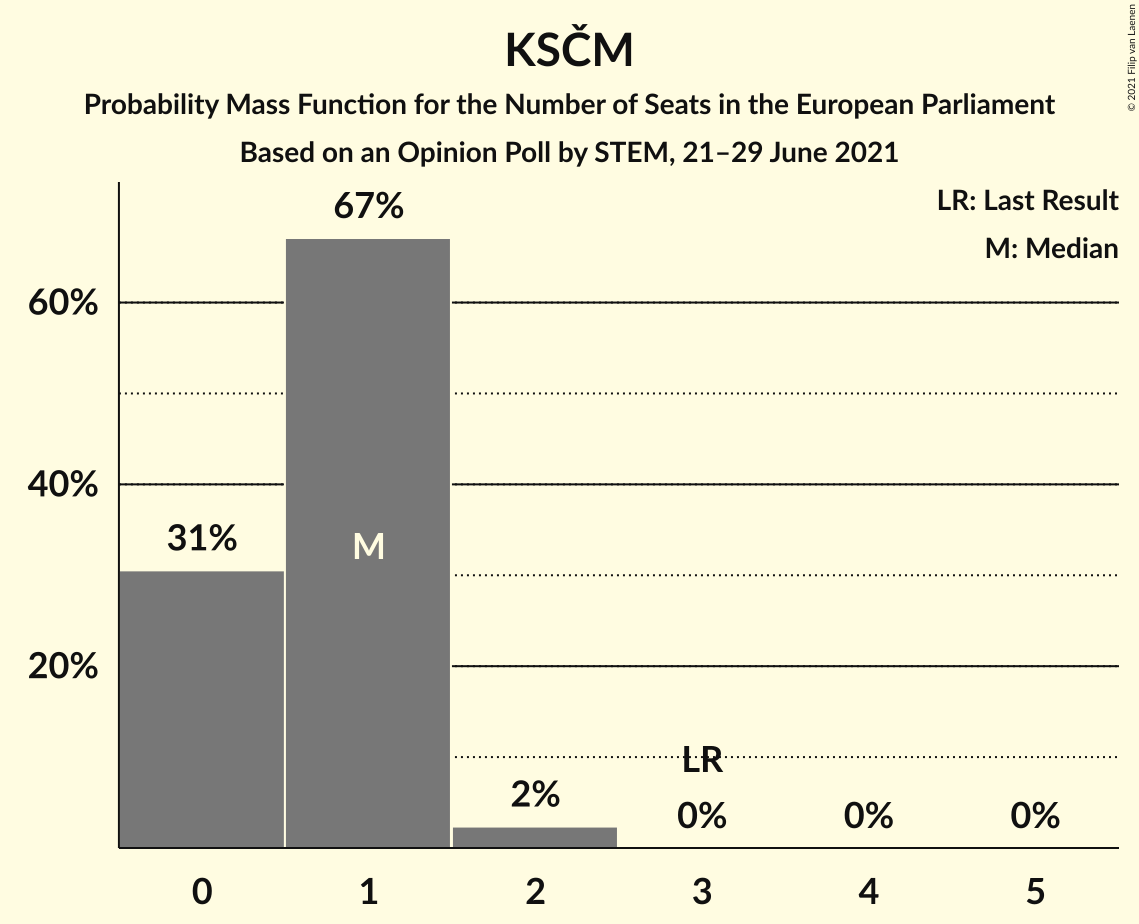 KSČM
Probability Mass Function for the Number of Seats in the European Parliament
Based on an Opinion Poll by STEM, 21–29 June 2021
© 2021 Filip van Laenen
LR: Last Result
M: Median
67%
60%
40%
31%
M
20%
LR
2%
0%
0%
0%
0
1
2
3
4
5